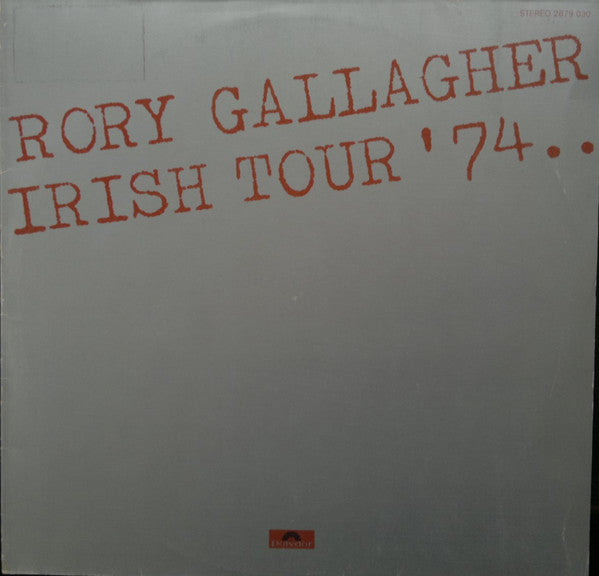 STEREO 2679 030
RORY GALLAGHER
IRISH TOUR '74..
Polydor